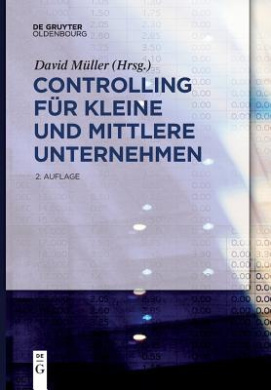 DE GRUYTER
OLDENBOURG
David Müller (Hrsg.)
CONTROLLING
FÜR KLEINE
UND MITTLERE
UNTERNEHMEN
2. AUFLAGE
DE
G